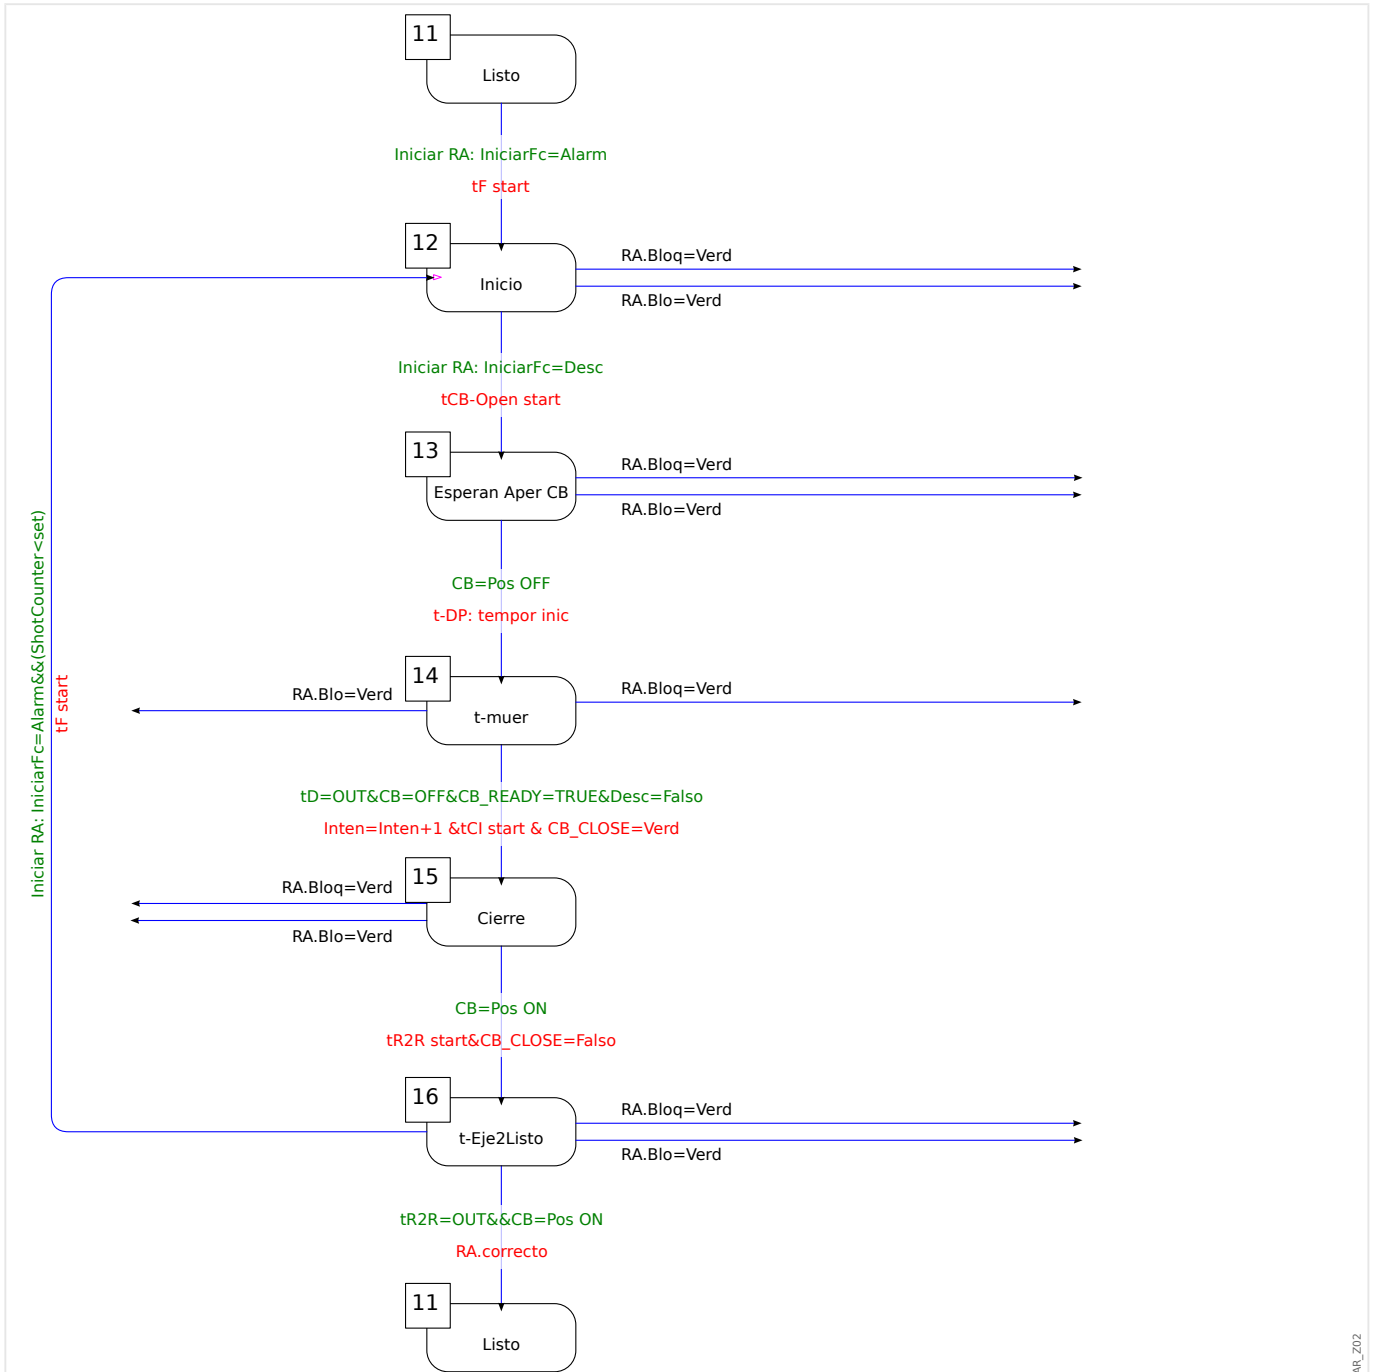 11
Listo
Iniciar RA: IniciarFc=Alarm
tF start
12
Inicio
RA.Bloq=Verd
RA.Blo=Verd
Iniciar RA: IniciarFc=Desc
tCB-Open start
13
Esperan Aper CB
RA.Bloq=Verd
RA.Blo=Verd
CB=Pos OFF
t-DP: tempor inic
Iniciar RA: IniciarFc=Alarm&&(ShotCounter<set)
tF start
14
t-muer
RA.Blo=Verd
RA.Bloq=Verd
tD=OUT&CB=OFF&CB_READY=TRUE&Desc=Falso
Inten=Inten+1 &tCI start & CB_CLOSE=Verd
15
Cierre
RA.Bloq=Verd
RA.Blo=Verd
CB=Pos ON
tR2R start&CB_CLOSE=Falso
16
t-Eje2Listo
RA.Bloq=Verd
RA.Blo=Verd
tR2R=OUT&&CB=Pos ON
RA.correcto
11
Listo
AR_Z02